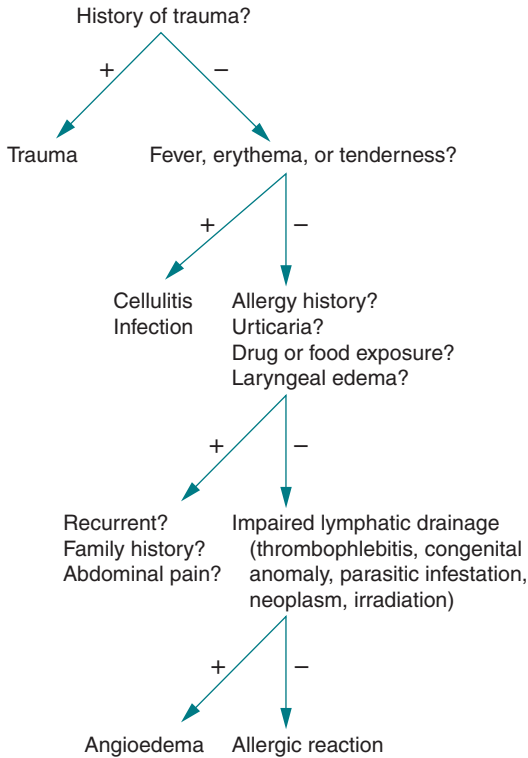 History of trauma?
+
–
Trauma
Fever, erythema, or tenderness?
+
–
Cellulitis
Infection
Allergy history?
Urticaria?
Drug or food exposure?
Laryngeal edema?
+
–
Recurrent?
Family history?
Abdominal pain?
Impaired lymphatic drainage
(thrombophlebitis, congenital
anomaly, parasitic infestation,
neoplasm, irradiation)
+
–
Angioedema
Allergic reaction